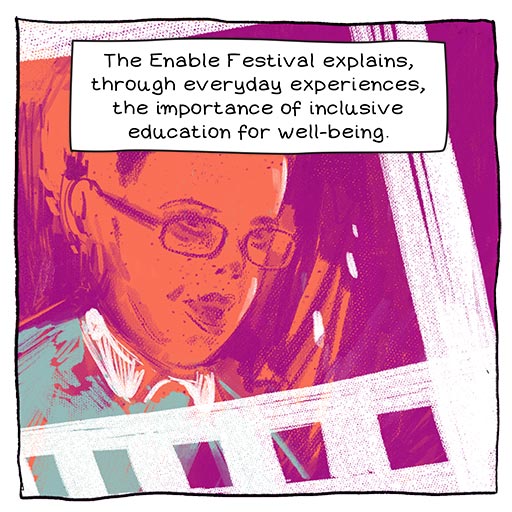 The Enable Festival explains,
through everyday experiences,
the importance of inclusive
education for well-being.